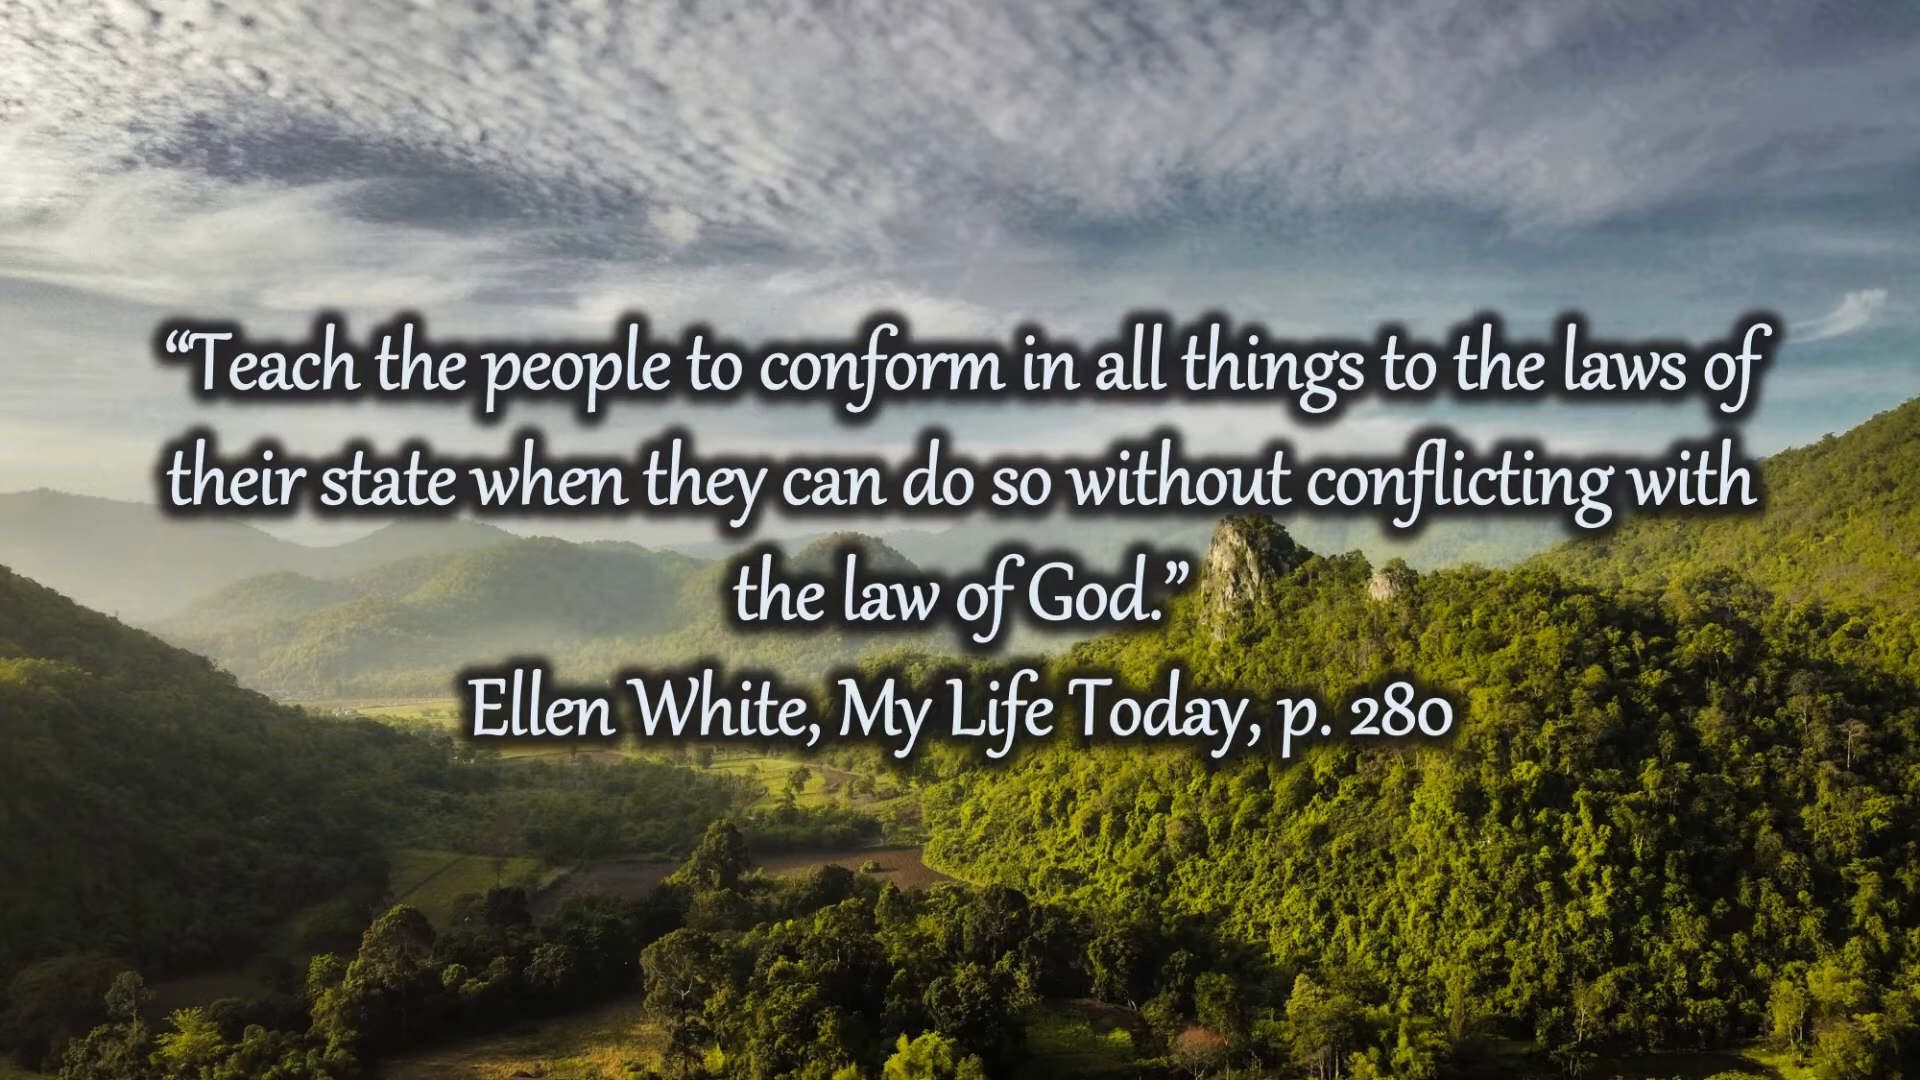 “Teach the people to conform in all things to the laws of
their state when they can do so without conflicting with
the law of God.”
Ellen White, My Life Today, p. 280